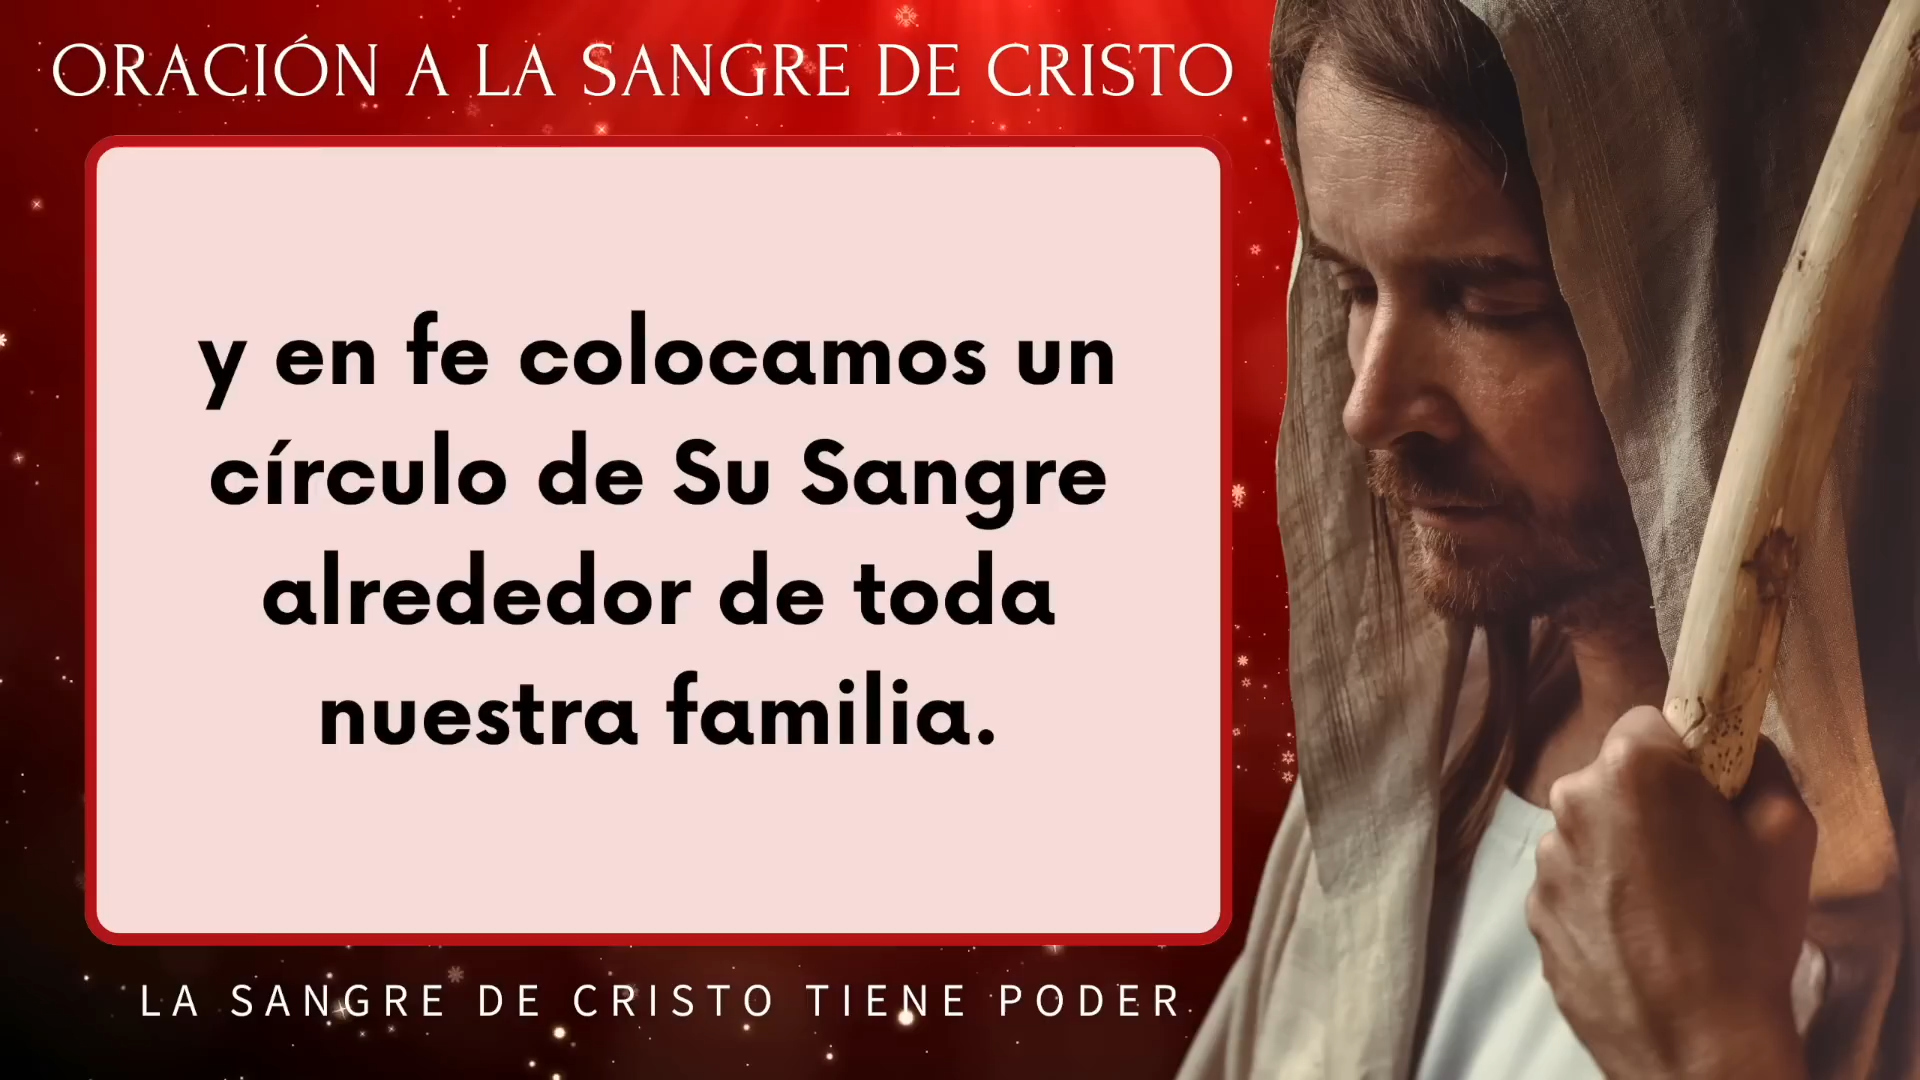 ORACIÓN A LA SANGRE DE CRISTO
y en fe colocamos un
círculo de Su Sangre
alrededor de toda
nuestra familia.
LA SANGRE DE CRISTO TIENE PODER